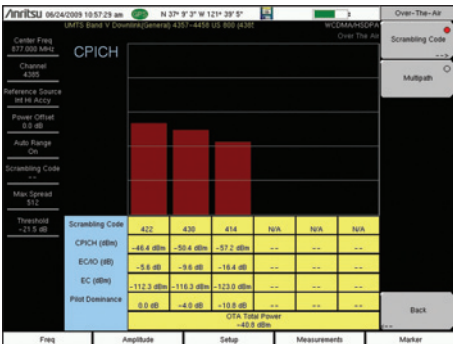 Anritsu 06/24/2009 10:57:29 am GPS N 37° 9' 3" W 121° 39' 5"
Over-The-Air
UMTS Band V Downlink(General) 4357-4458 US 800 (4385
WCDMA/HSDPA
Over The Air
Center Freq
877.000 MHz
Channel
4385
Reference Source
Int Hi Accy
Power Offset
0.0 dB
Auto Range
On
Scrambling Code
--
Max Spread
512
Threshold
-21.5 dB
CPICH
Scrambling Code
-->
Multipath
Scrambling Code 422 430 414 N/A N/A N/A
CPICH (dBm) -46.4 dBm -50.4 dBm -57.2 dBm -- -- --
EC/IO (dB) -5.6 dB -9.6 dB -16.4 dB -- -- --
EC (dBm) -112.3 dBm -116.3 dBm -123.0 dBm -- -- --
Pilot Dominance 0.0 dB -4.0 dB -10.8 dB -- -- --
OTA Total Power
-40.8 dBm
Back
<--
Freq Amplitude Setup Measurements Marker